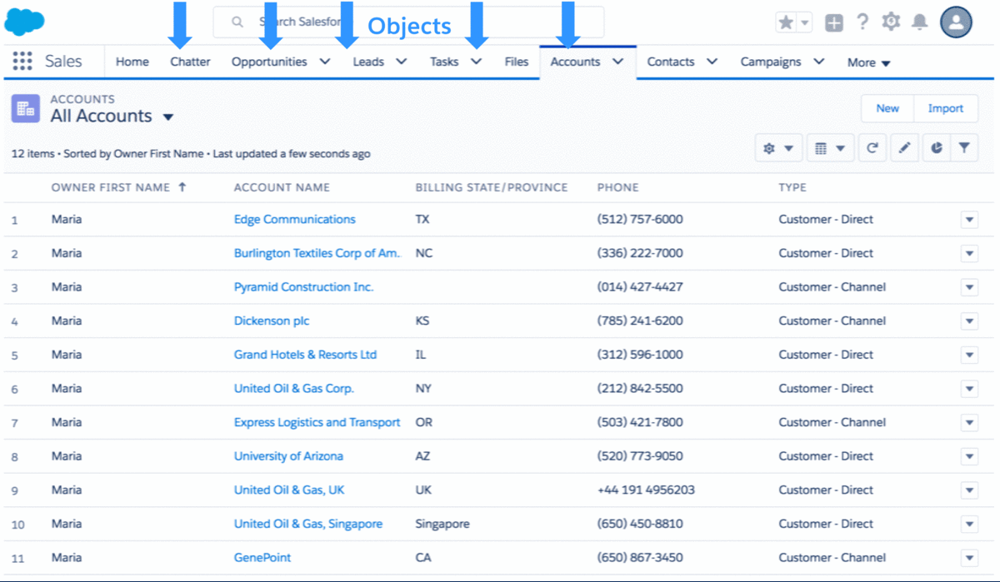 Search Salesfor
Objects
Sales Home Chatter Opportunities Leads Tasks Files Accounts Contacts Campaigns More
ACCOUNTS
All Accounts
New Import
12 items • Sorted by Owner First Name • Last updated a few seconds ago
OWNER FIRST NAME ↑ ACCOUNT NAME BILLING STATE/PROVINCE PHONE TYPE
1 Maria Edge Communications TX (512) 757-6000 Customer - Direct
2 Maria Burlington Textiles Corp of Am.. NC (336) 222-7000 Customer - Direct
3 Maria Pyramid Construction Inc. (014) 427-4427 Customer - Channel
4 Maria Dickenson plc KS (785) 241-6200 Customer - Channel
5 Maria Grand Hotels & Resorts Ltd IL (312) 596-1000 Customer - Direct
6 Maria United Oil & Gas Corp. NY (212) 842-5500 Customer - Direct
7 Maria Express Logistics and Transport OR (503) 421-7800 Customer - Channel
8 Maria University of Arizona AZ (520) 773-9050 Customer - Direct
9 Maria United Oil & Gas, UK UK +44 191 4956203 Customer - Direct
10 Maria United Oil & Gas, Singapore Singapore (650) 450-8810 Customer - Direct
11 Maria GenePoint CA (650) 867-3450 Customer - Channel